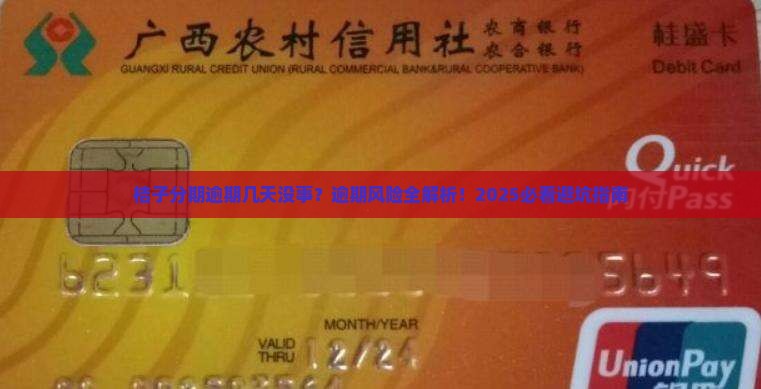 广西农村信用社 农商银行
农合银行
桂盛卡
GUANGXI RURAL CREDIT UNION (RURAL COMMERCIAL BANK&RURAL COOPERATIVE BANK)
Debit Card
Quick
桔子分期逾期几天没事？逾期风险全解析！2025必看避坑指南
闪付Pass
6231 5649
MONTH/YEAR
VALID
THRU 12/24
UnionPay
银联